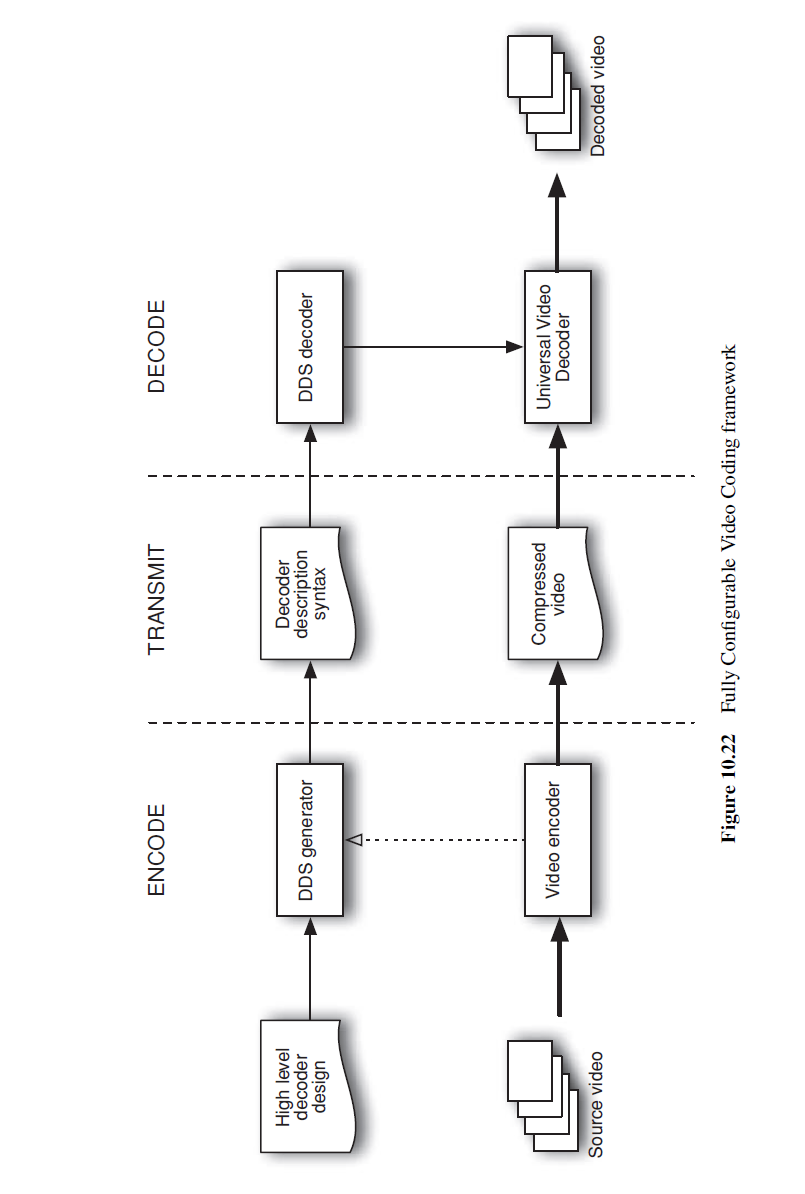 ENCODE
TRANSMIT
DECODE
High level
decoder
design
DDS generator
Decoder
description
syntax
DDS decoder
Source video
Video encoder
Compressed
video
Universal Video
Decoder
Decoded video
Figure 10.22 Fully Configurable Video Coding framework